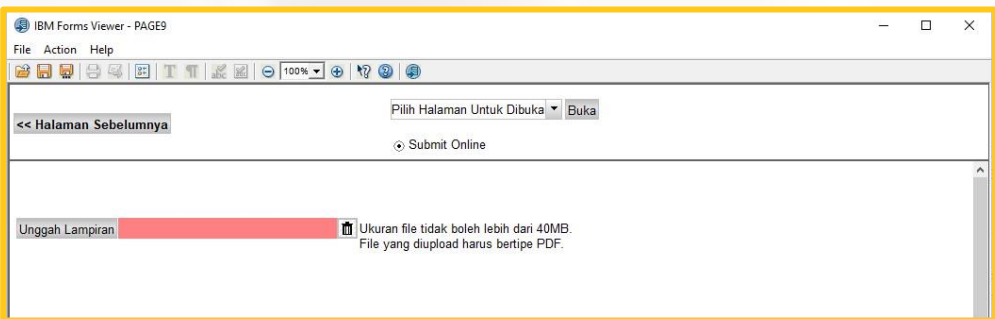 IBM Forms Viewer - PAGE9
File Action Help
100%
Pilih Halaman Untuk Dibuka Buka
<< Halaman Sebelumnya
Submit Online
Unggah Lampiran Ukuran file tidak boleh lebih dari 40MB.
File yang diupload harus bertipe PDF.